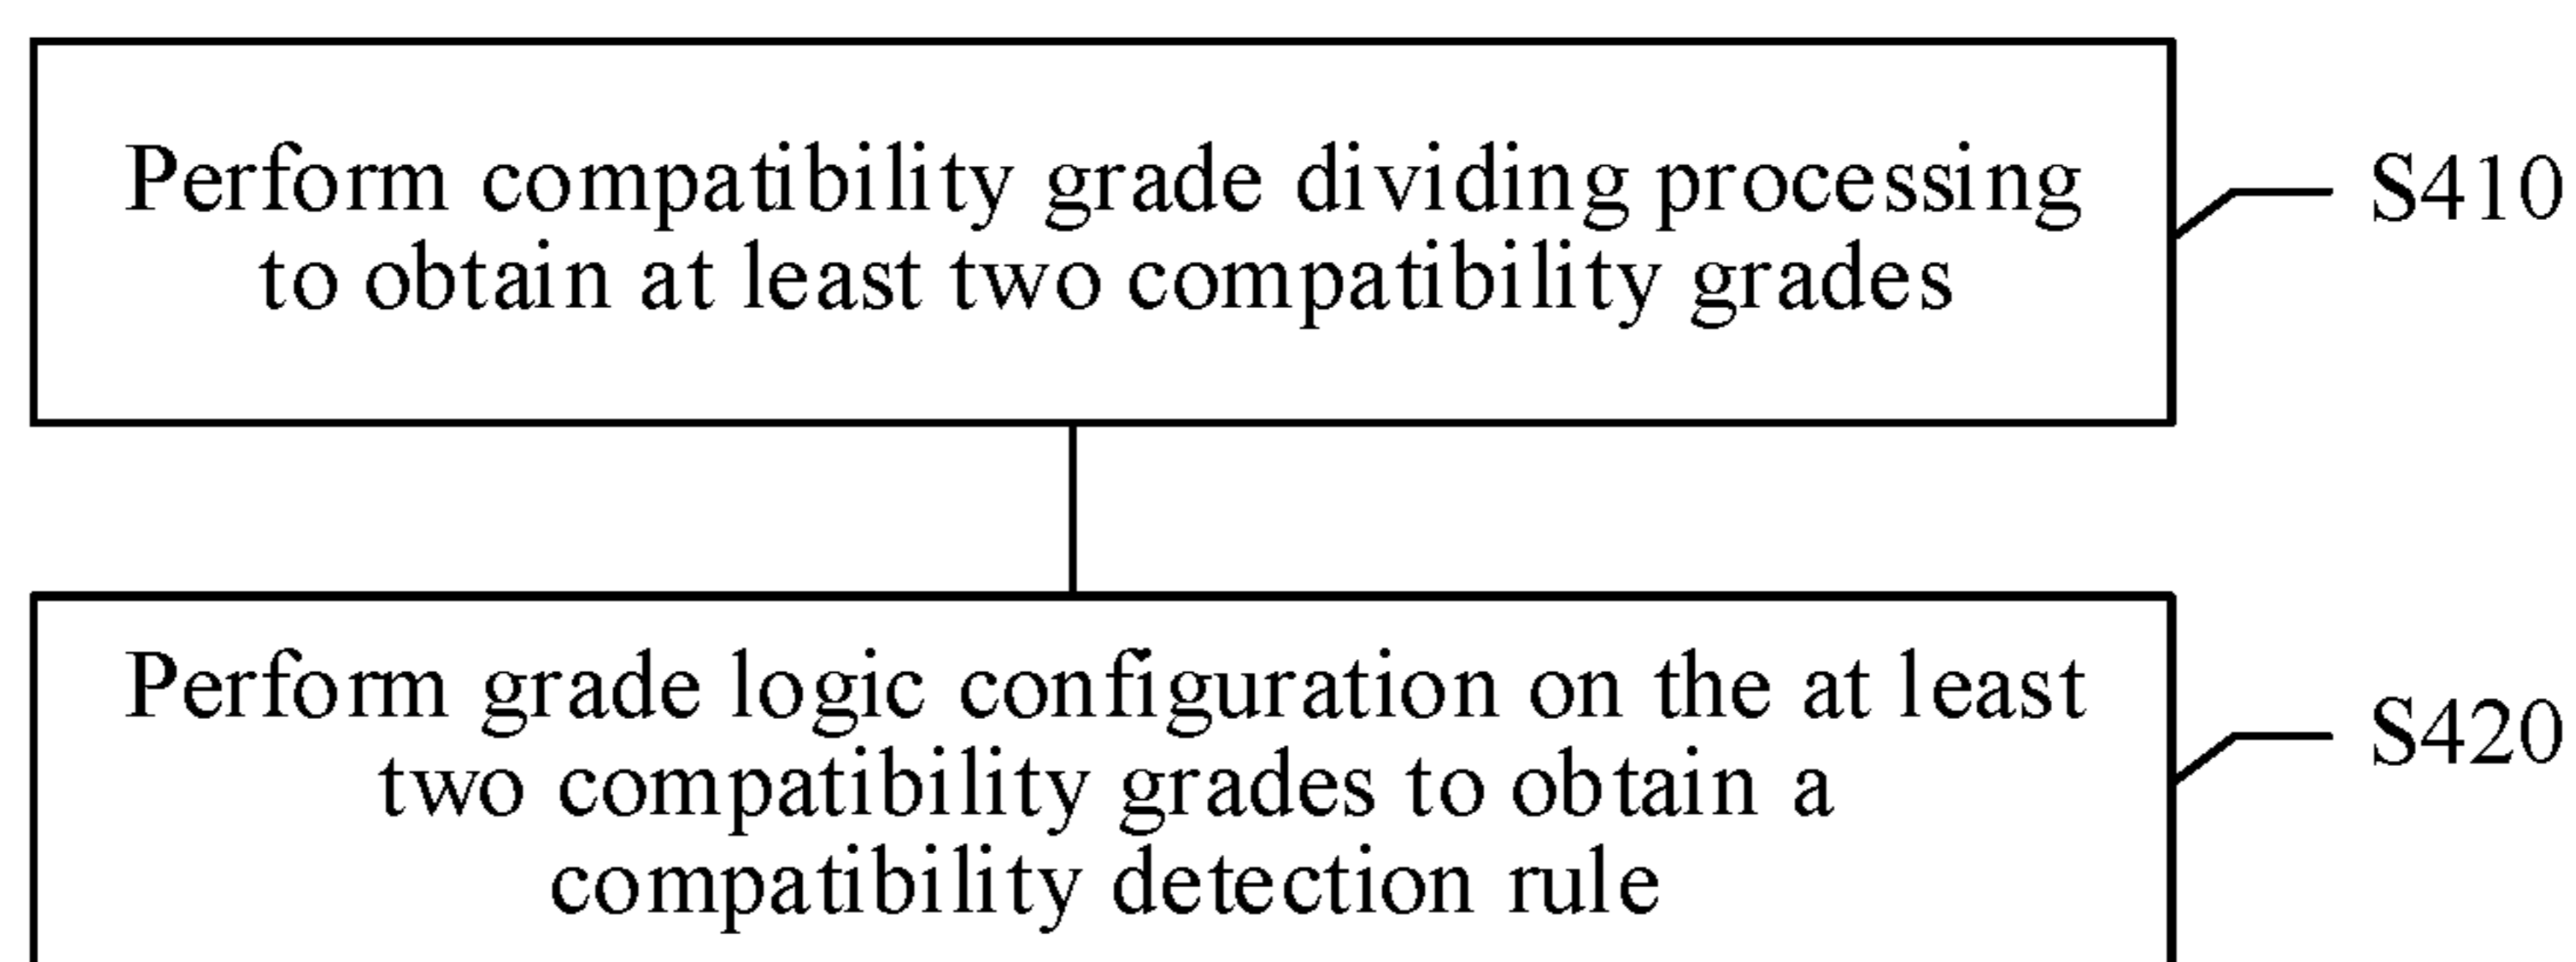 Perform compatibility grade dividing processing
to obtain at least two compatibility grades
S410
Perform grade logic configuration on the at least
two compatibility grades to obtain a
compatibility detection rule
S420